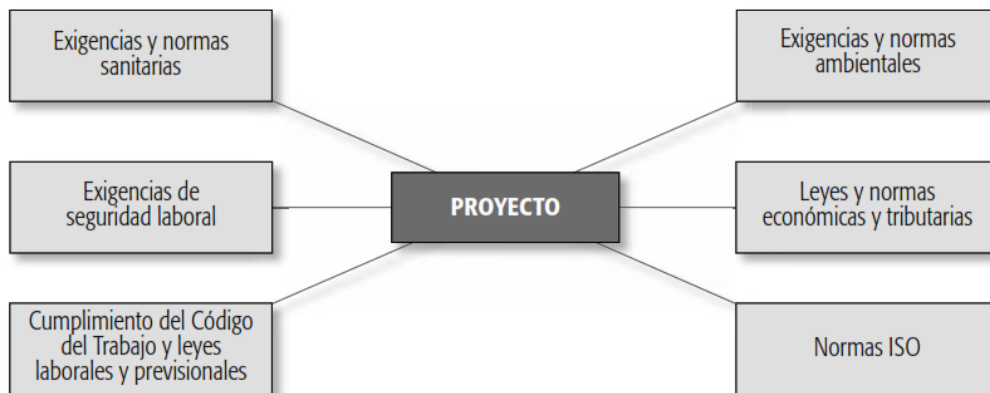 Exigencias y normas
sanitarias
Exigencias y normas
ambientales
Exigencias de
seguridad laboral
PROYECTO
Leyes y normas
económicas y tributarias
Cumplimiento del Código
del Trabajo y leyes
laborales y previsionales
Normas ISO